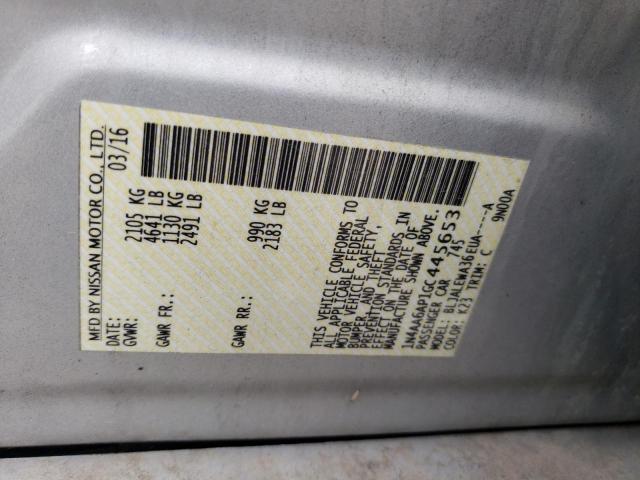 MFD BY NISSAN MOTOR CO., LTD.
DATE: 03/16
GVWR: 2105 KG
4641 LB
GAWR FR.: 1130 KG
2491 LB
GAWR RR.: 990 KG
2183 LB
THIS VEHICLE CONFORMS TO
ALL APPLICABLE FEDERAL
MOTOR VEHICLE SAFETY,
BUMPER, AND THEFT
PREVENTION STANDARDS IN
EFFECT ON THE DATE OF
MANUFACTURE SHOWN ABOVE.
1N4AA6AP1GC445653
PASSENGER CAR 745
MODEL: BLJALEWA36EUA----A
COLOR: K23 TRIM: C 9N00A